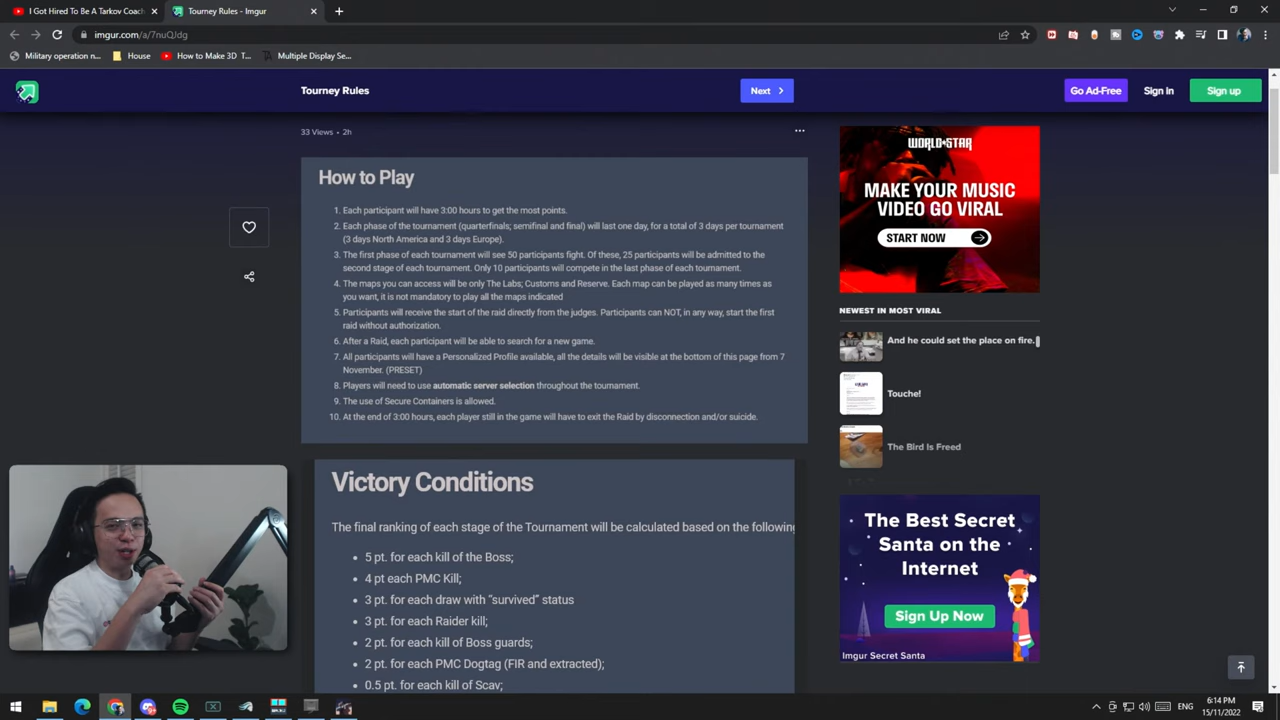 I Got Hired To Be A Tarkov Coach
Tourney Rules - Imgur
imgur.com/a/7nuQJdg
Military operation n...
House
How to Make 3D T...
Multiple Display Se...
Tourney Rules
Next
Go Ad-Free
Sign in
Sign up
33 Views • 2h
How to Play
1. Each participant will have 3:00 hours to get the most points.
2. Each phase of the tournament (quarterfinals; semifinal and final) will last one day, for a total of 3 days per tournament
(3 days North America and 3 days Europe).
3. The first phase of each tournament will see 50 participants fight. Of these, 25 participants will be admitted to the
second stage of each tournament. Only 10 participants will compete in the last phase of each tournament.
4. The maps you can access will be only The Labs; Customs and Reserve. Each map can be played as many times as
you want, it is not mandatory to play all the maps indicated
5. Participants will receive the start of the raid directly from the judges. Participants can NOT, in any way, start the first
raid without authorization.
6. After a Raid, each participant will be able to search for a new game.
7. All participants will have a Personalized Profile available, all the details will be visible at the bottom of this page from 7
November. (PRESET)
8. Players will need to use automatic server selection throughout the tournament.
9. The use of Secure Containers is allowed.
10. At the end of 3:00 hours, each player still in the game will have to exit the Raid by disconnection and/or suicide.
Victory Conditions
The final ranking of each stage of the Tournament will be calculated based on the following
• 5 pt. for each kill of the Boss;
• 4 pt each PMC Kill;
• 3 pt. for each draw with “survived” status
• 3 pt. for each Raider kill;
• 2 pt. for each kill of Boss guards;
• 2 pt. for each PMC Dogtag (FIR and extracted);
• 0.5 pt. for each kill of Scav;
WORLD STAR
MAKE YOUR MUSIC
VIDEO GO VIRAL
START NOW
NEWEST IN MOST VIRAL
And he could set the place on fire.
Touche!
The Bird Is Freed
The Best Secret
Santa on the
Internet
Sign Up Now
Imgur Secret Santa
ENG
6:14 PM
15/11/2022